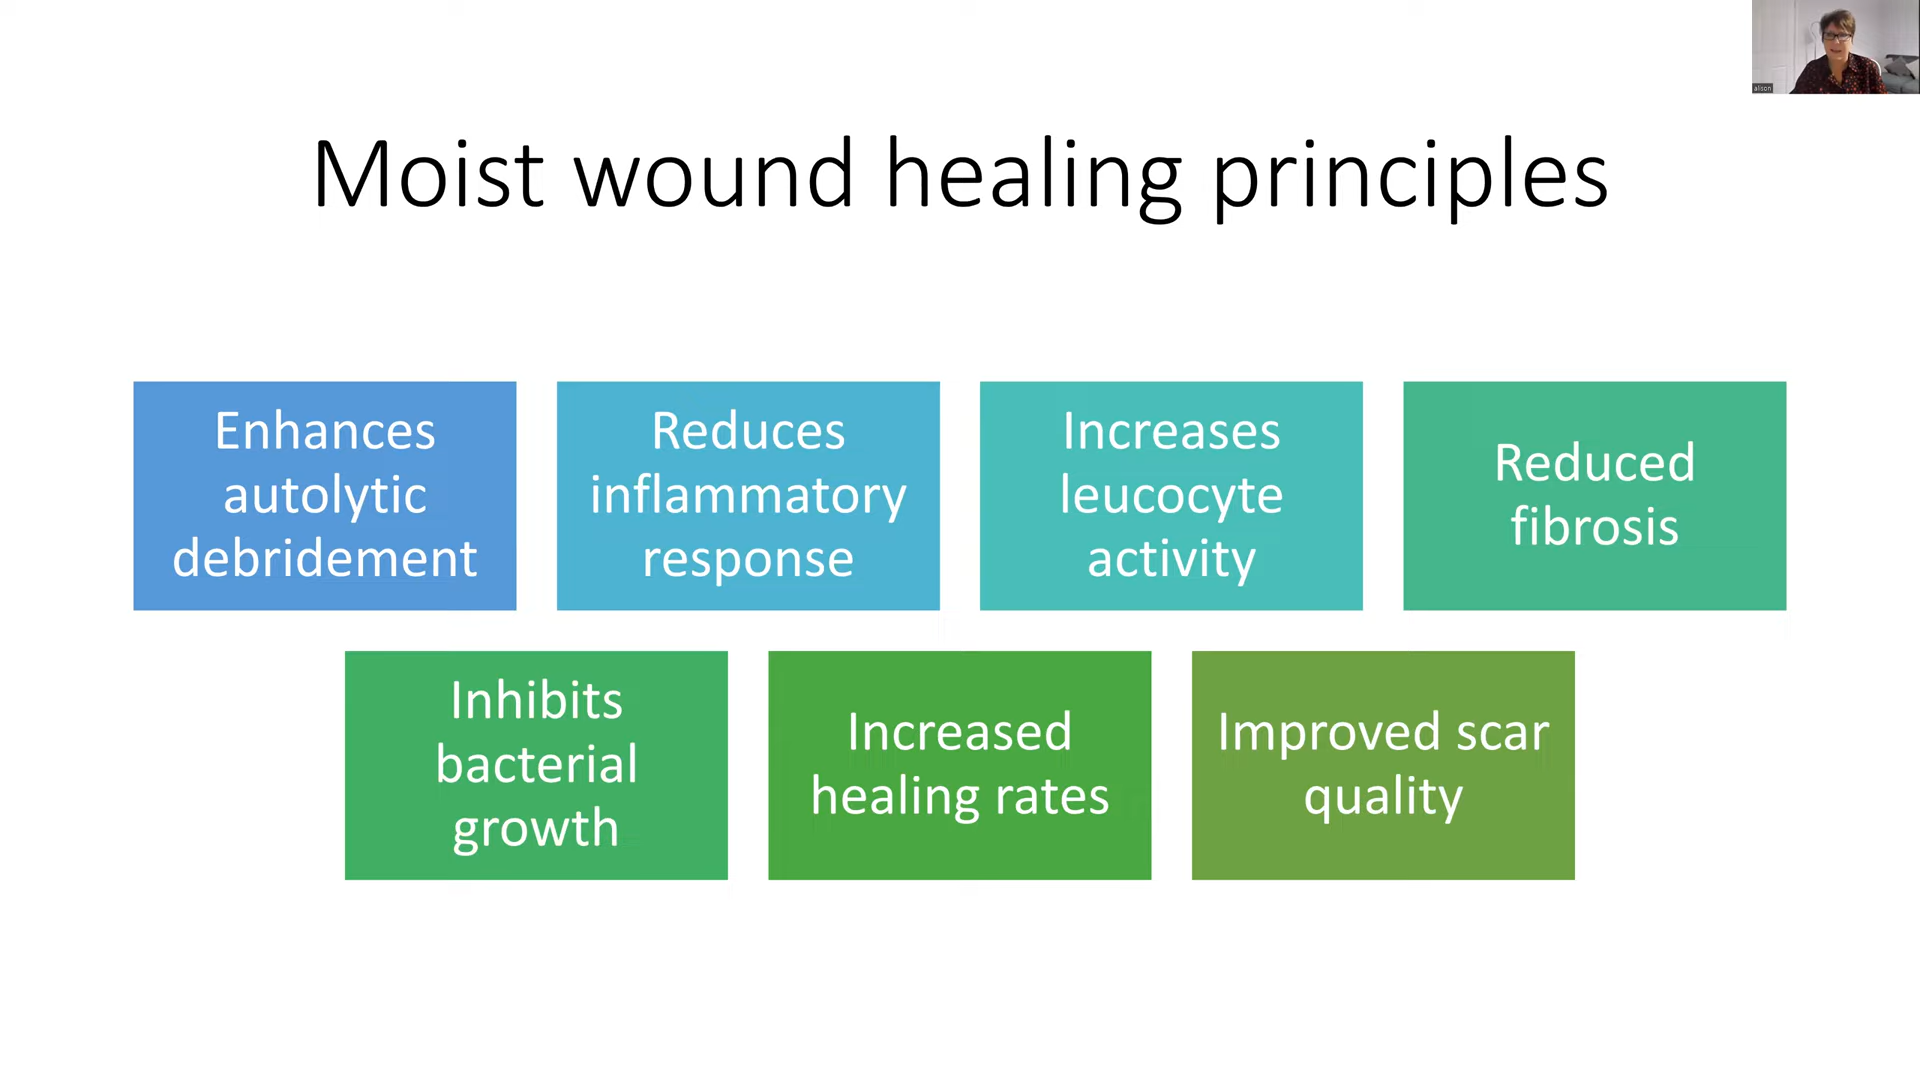 alison
Moist wound healing principles
Enhances
autolytic
debridement
Reduces
inflammatory
response
Increases
leucocyte
activity
Reduced
fibrosis
Inhibits
bacterial
growth
Increased
healing rates
Improved scar
quality